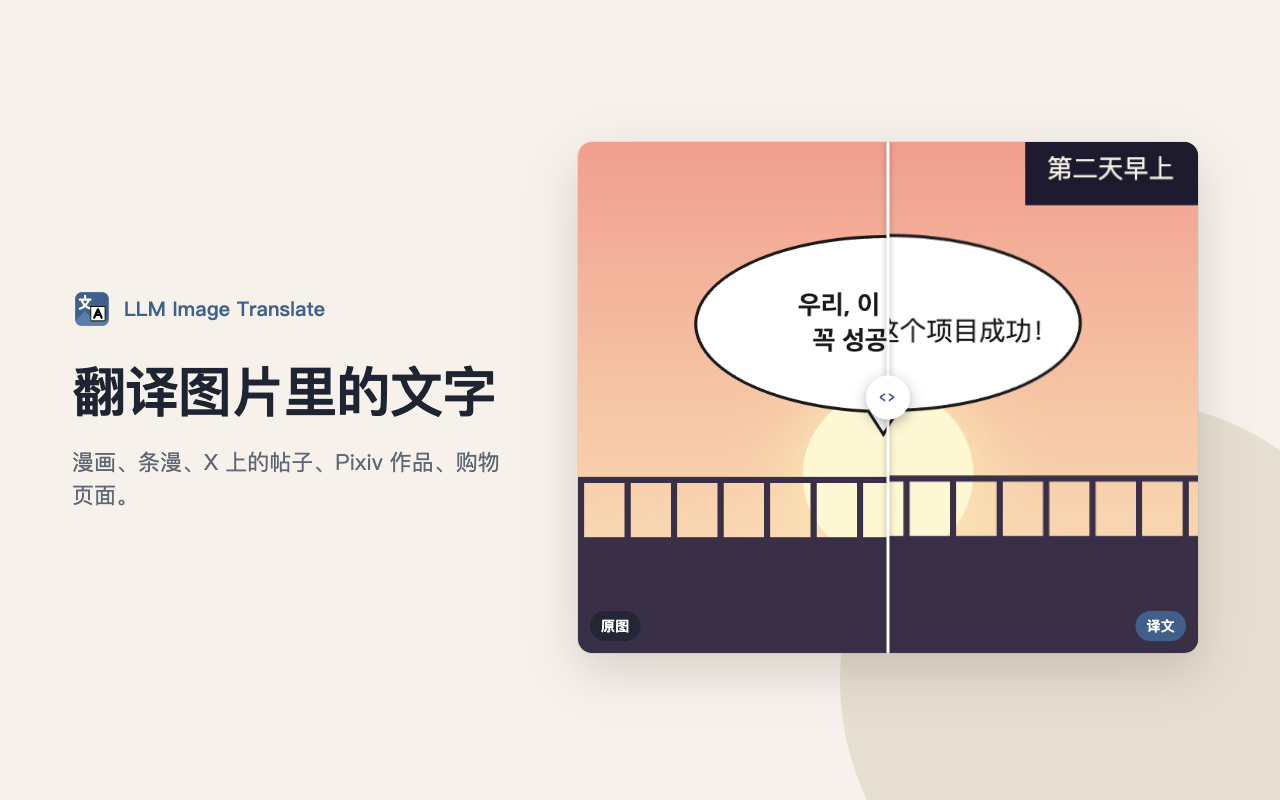 LLM Image Translate
翻译图片里的文字
漫画、条漫、X 上的帖子、Pixiv 作品、购物
页面。
第二天早上
우리, 이
꼭 성공
这个项目成功!
原图
译文